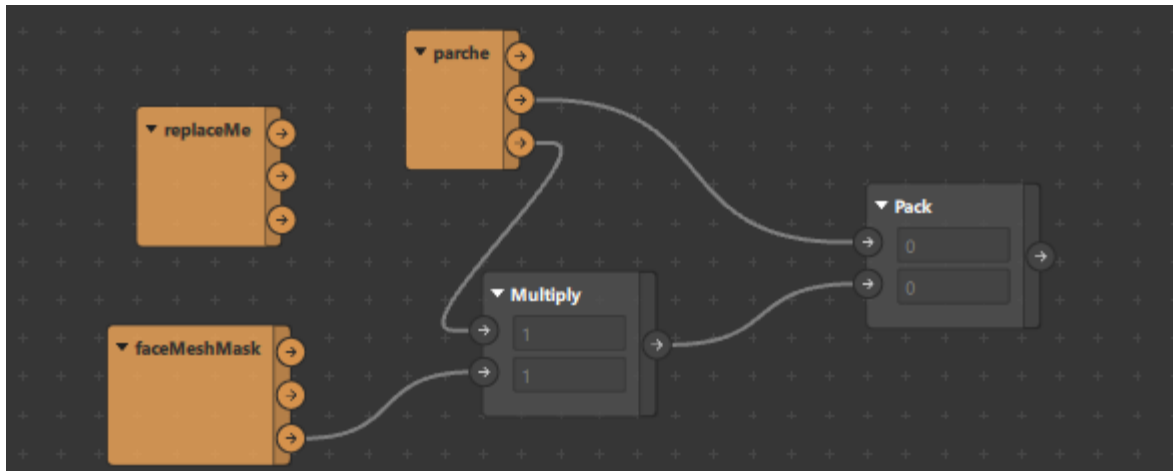 parche
replaceMe
Pack
0
0
Multiply
1
1
faceMeshMask